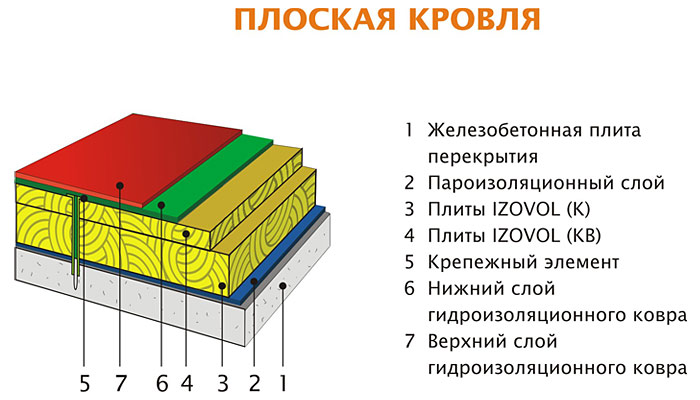 ПЛОСКАЯ КРОВЛЯ
1 Железобетонная плита
перекрытия
2 Пароизоляционный слой
3 Плиты IZOVOL (К)
4 Плиты IZOVOL (КВ)
5 Крепежный элемент
6 Нижний слой
гидроизоляционного ковра
7 Верхний слой
гидроизоляционного ковра
5 7 6 4 3 2 1